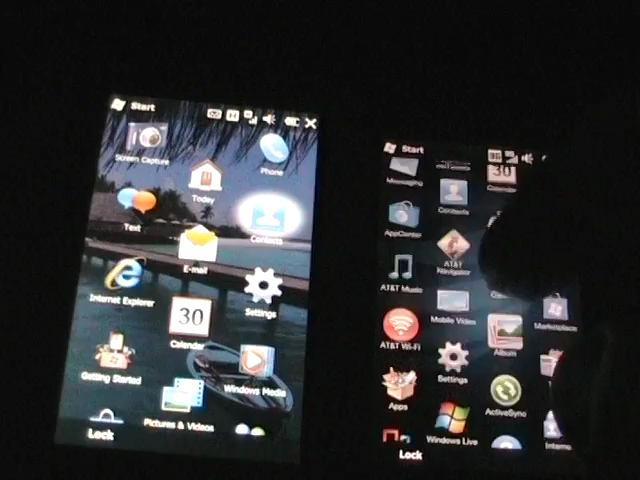 Start
Screen Capture
Phone
Today
Text
Contacts
E-mail
Internet Explorer
Settings
30
Calendar
Getting Started
Windows Media
Pictures & Videos
Lock
Start
Messaging
30
Contacts
AppCenter
AT&T
Navigator
AT&T Music
Mobile Video
Marketplace
AT&T Wi-Fi
Album
Settings
Apps
ActiveSync
Windows Live
Interne
Lock